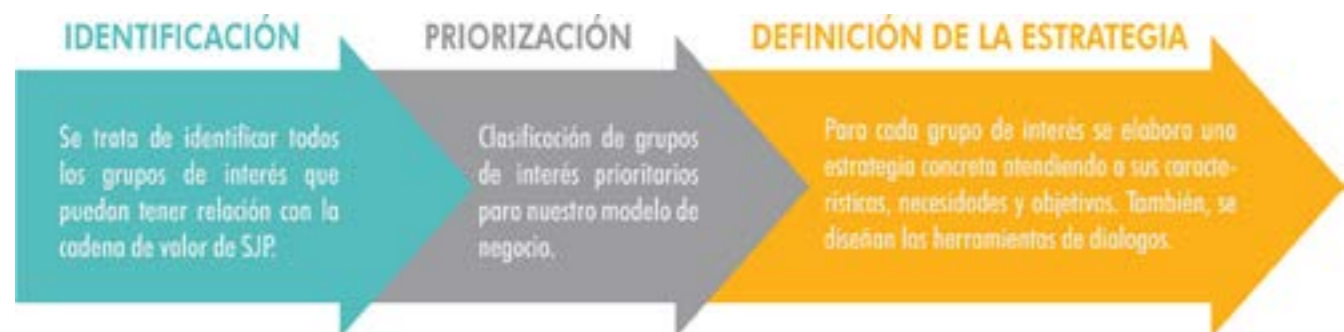 IDENTIFICACIÓN
Se trata de identificar todos
los grupos de interés que
puedan tener relación con la
cadena de valor de SJP.
PRIORIZACIÓN
Clasificación de grupos
de interés prioritarios
para nuestro modelo de
negocio.
DEFINICIÓN DE LA ESTRATEGIA
Para cada grupo de interés se elabora una
estrategia concreta atendiendo a sus caracte-
rísticas, necesidades y objetivos. También, se
diseñan las herramientas de dialogos.